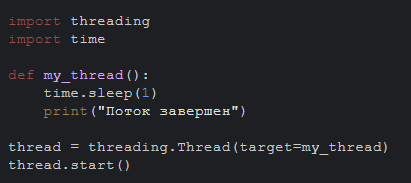 import threading
import time
def my_thread():
    time.sleep(1)
    print("Поток завершен")
thread = threading.Thread(target=my_thread)
thread.start()